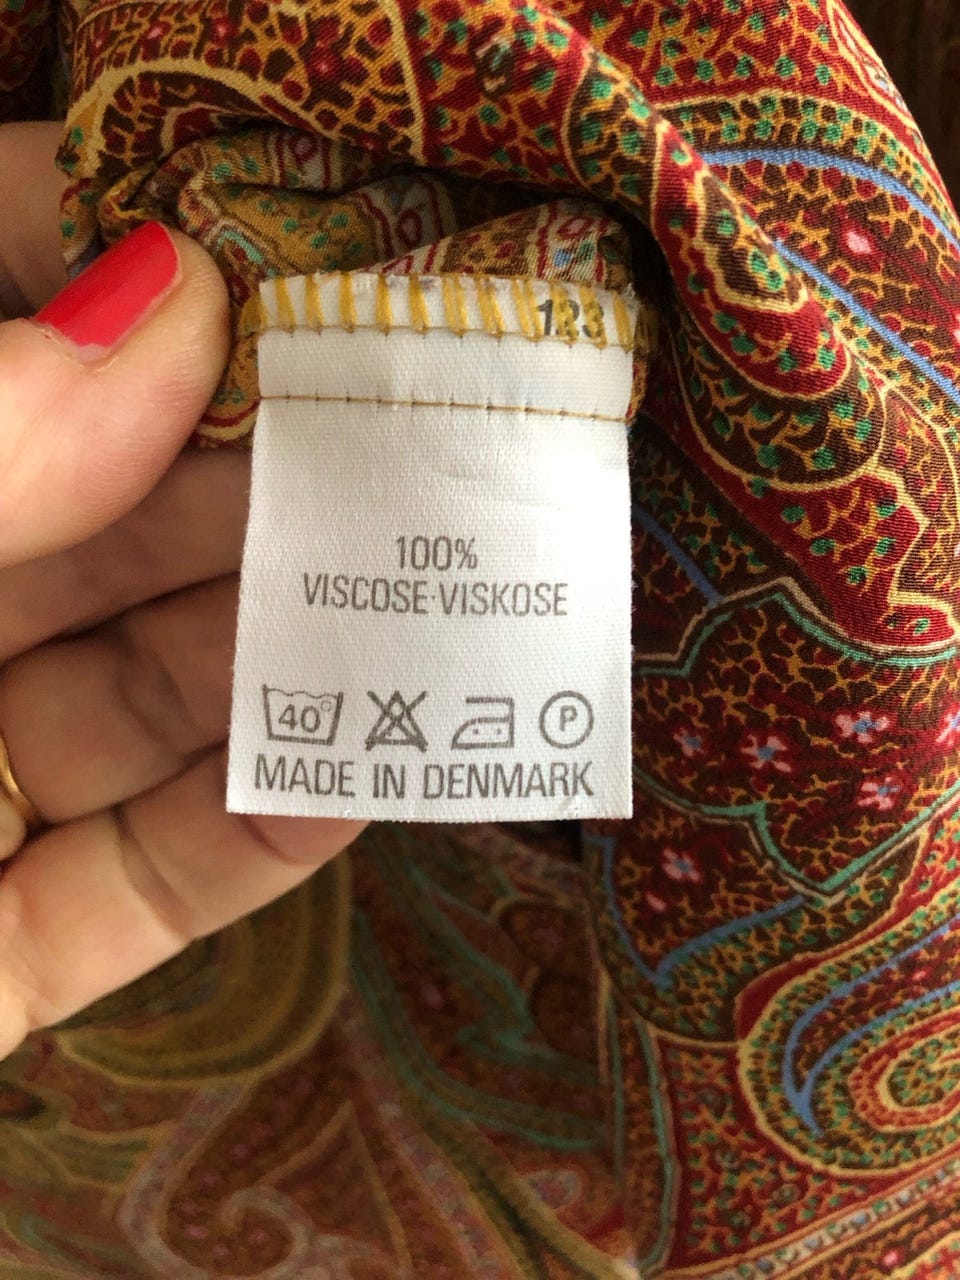 123
100%
VISCOSE·VISKOSE
40°
P
MADE IN DENMARK